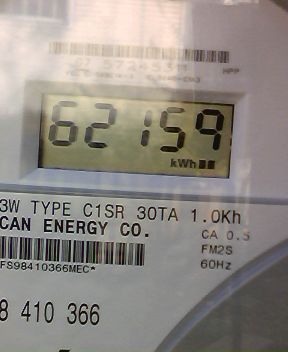 HPP
62159
kWh
3W TYPE C1SR 30TA 1.0Kh
CAN ENERGY CO.
CA 0.5
FM2S
60Hz
FS98410366MEC*
8 410 366